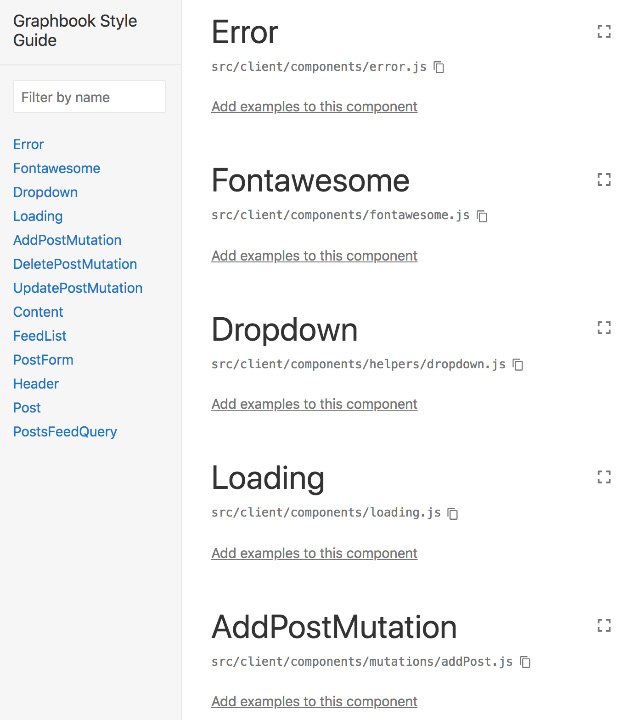 Graphbook Style
Guide
Filter by name
Error
Fontawesome
Dropdown
Loading
AddPostMutation
DeletePostMutation
UpdatePostMutation
Content
FeedList
PostForm
Header
Post
PostsFeedQuery
Error
src/client/components/error.js
Add examples to this component
Fontawesome
src/client/components/fontawesome.js
Add examples to this component
Dropdown
src/client/components/helpers/dropdown.js
Add examples to this component
Loading
src/client/components/loading.js
Add examples to this component
AddPostMutation
src/client/components/mutations/addPost.js
Add examples to this component